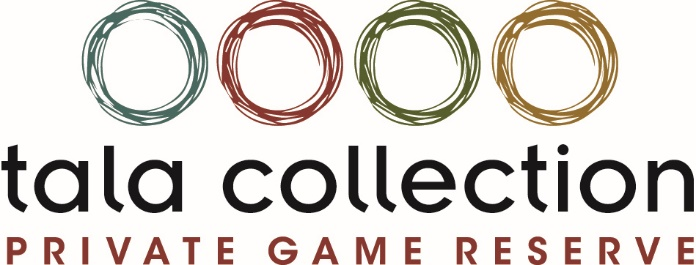 tala collection
PRIVATE GAME RESERVE